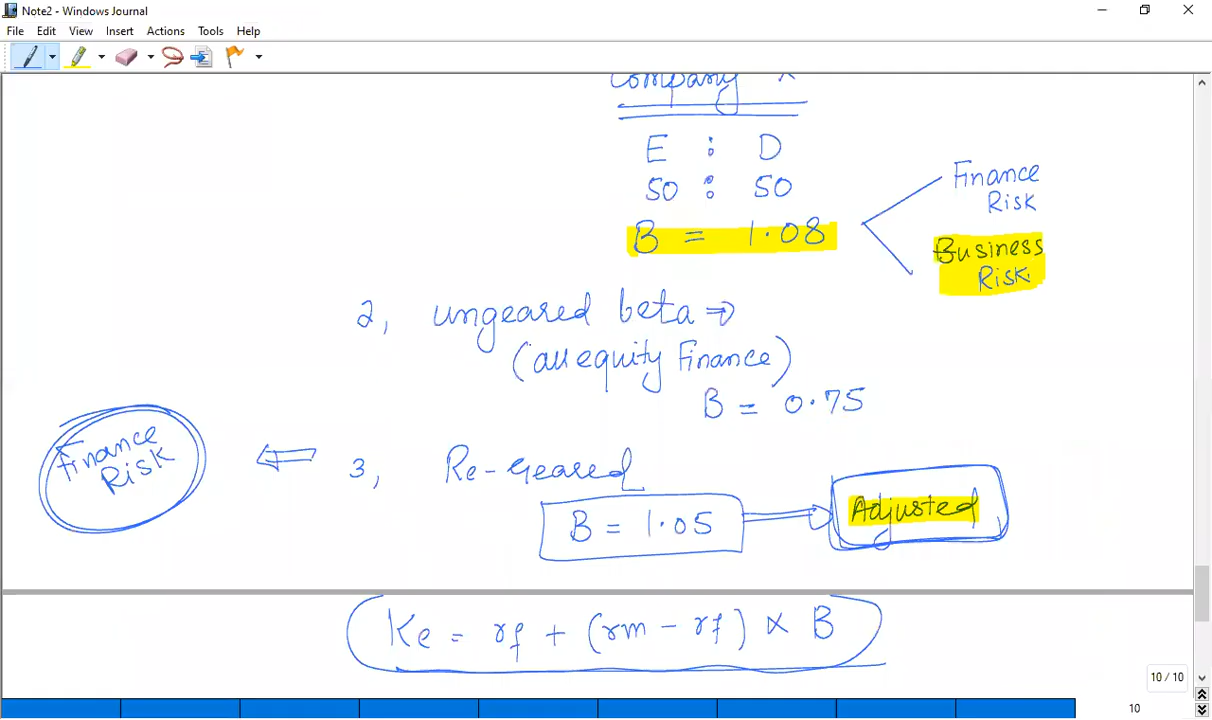 Note2 - Windows Journal
File Edit View Insert Actions Tools Help
Company X
E : D
50 : 50
B = 1.08
Finance
Risk
Business
Risk
2, ungeared beta ⇒
(all equity finance)
B = 0.75
Finance
Risk
3, Re-Geared
B = 1.05
Adjusted
Ke = rf + (rm - rf) × B
10 / 10
10